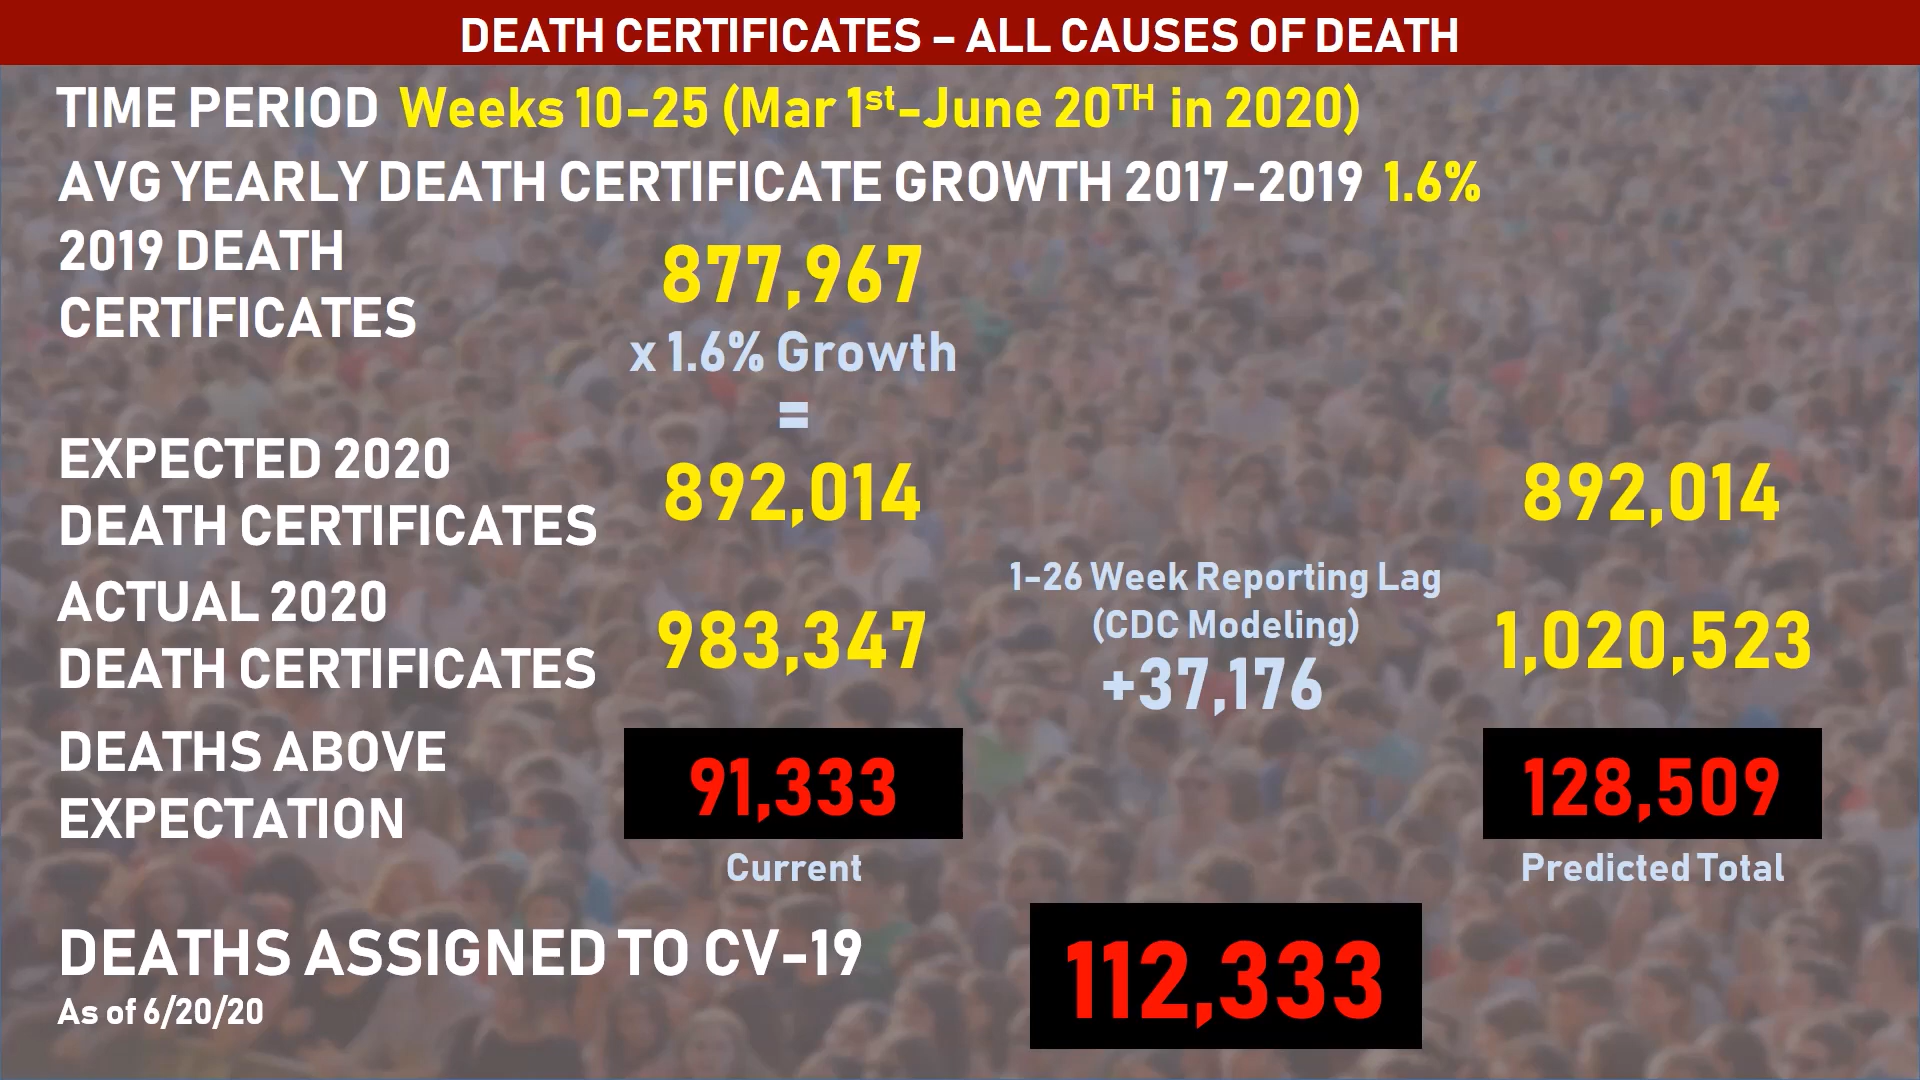 DEATH CERTIFICATES – ALL CAUSES OF DEATH
TIME PERIOD Weeks 10-25 (Mar 1st-June 20TH in 2020)
AVG YEARLY DEATH CERTIFICATE GROWTH 2017-2019 1.6%
2019 DEATH
CERTIFICATES
877,967
x 1.6% Growth
=
EXPECTED 2020
DEATH CERTIFICATES
892,014
892,014
ACTUAL 2020
DEATH CERTIFICATES
983,347
1-26 Week Reporting Lag
(CDC Modeling)
+37,176
1,020,523
DEATHS ABOVE
EXPECTATION
91,333
Current
128,509
Predicted Total
DEATHS ASSIGNED TO CV-19
As of 6/20/20
112,333